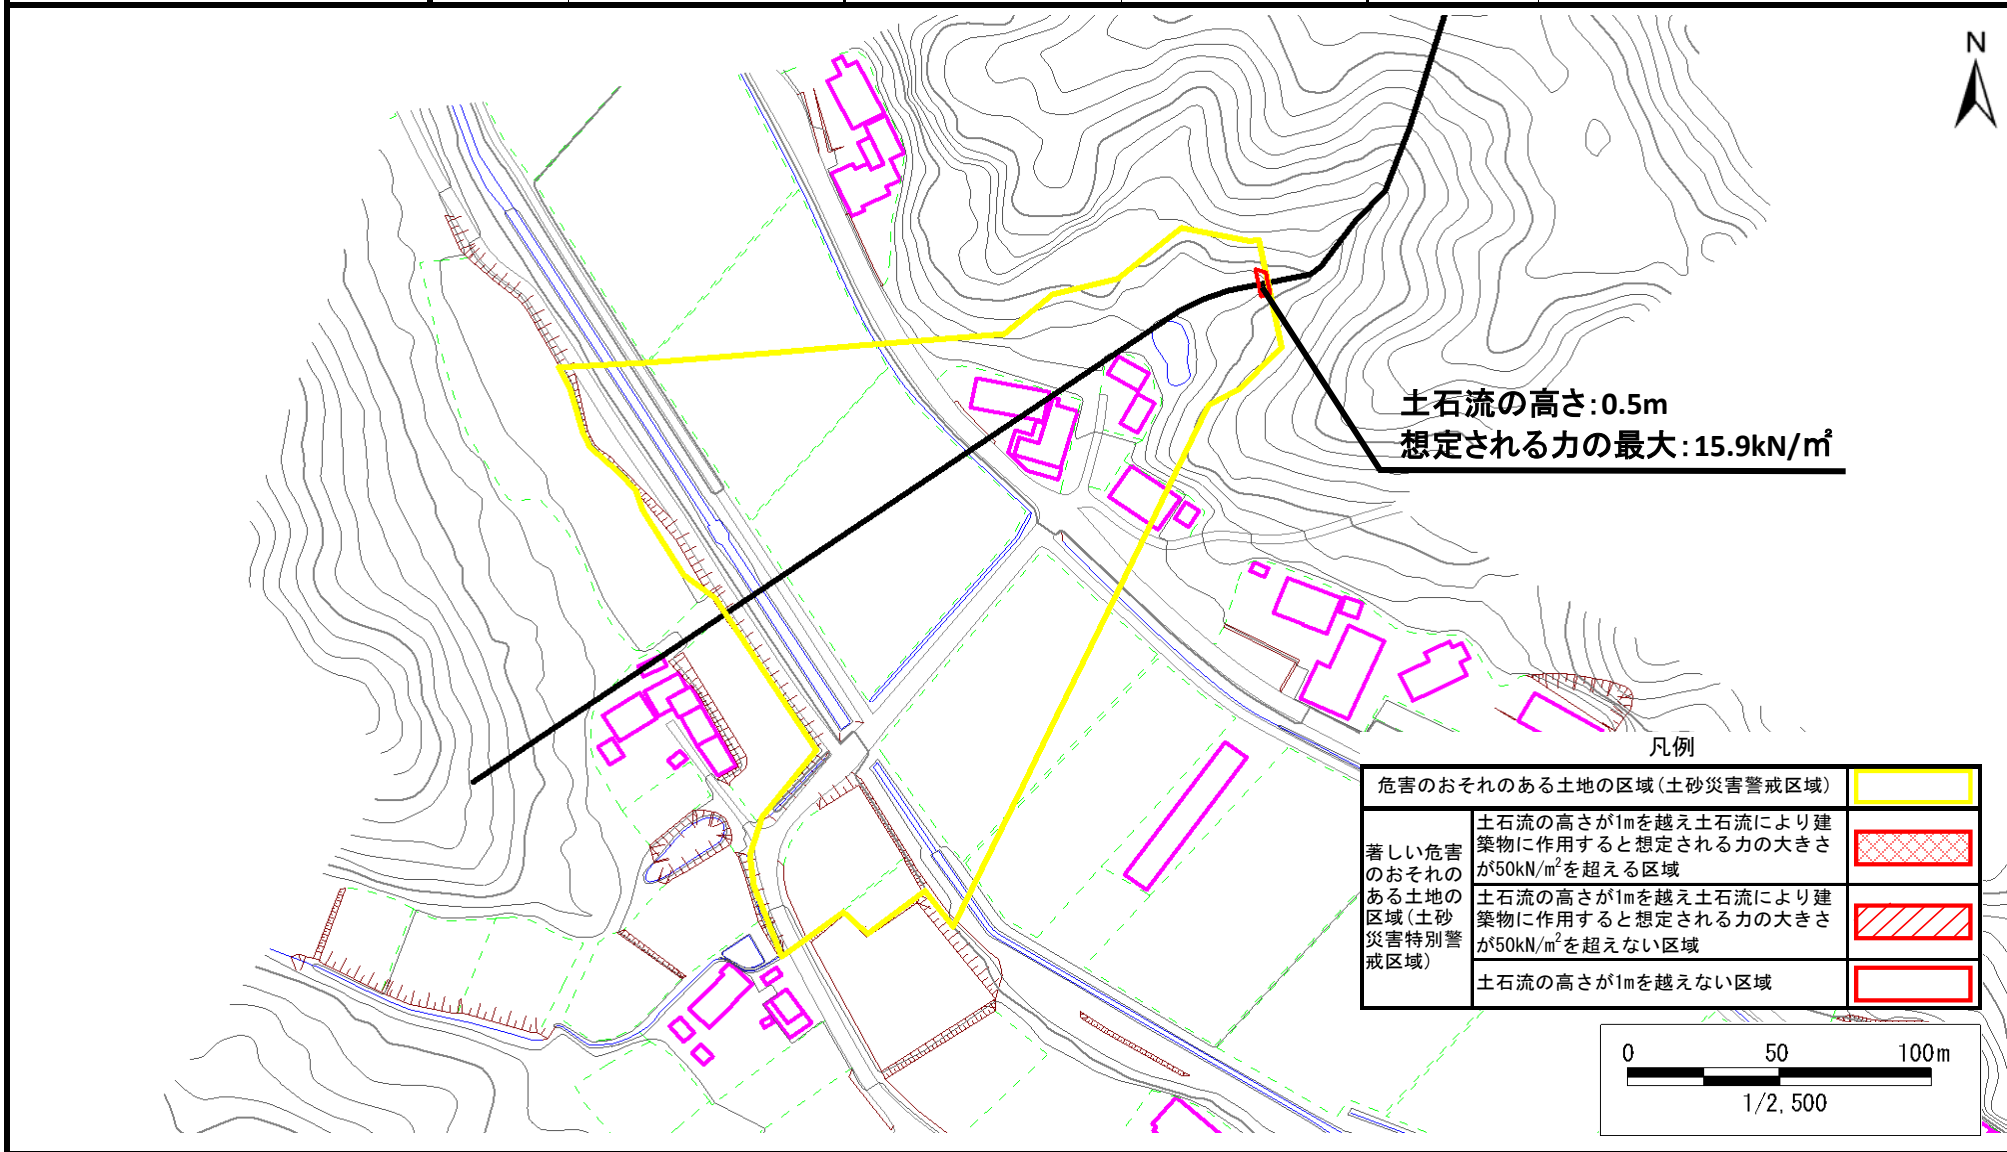 N
土石流の高さ:0.5m
想定される力の最大:15.9kN/㎡
凡例
危害のおそれのある土地の区域(土砂災害警戒区域)
著しい危害
のおそれの
ある土地の
区域(土砂
災害特別警
戒区域)
土石流の高さが1mを越え土石流により建
築物に作用すると想定される力の大きさ
が50kN/m²を超える区域
土石流の高さが1mを越え土石流により建
築物に作用すると想定される力の大きさ
が50kN/m²を超えない区域
土石流の高さが1mを越えない区域
0 50 100m
1/2,500